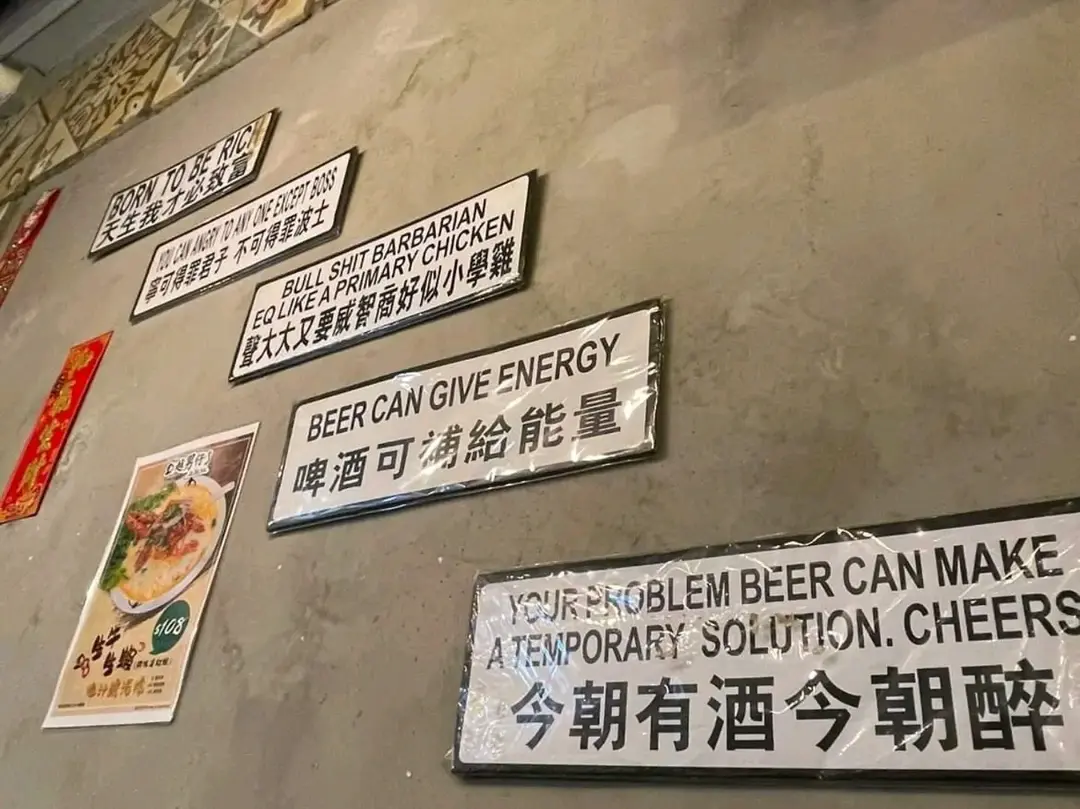 BORN TO BE RICH
天生我才必致富
YOU CAN ANGRY TO ANY ONE EXCEPT BOSS
寧可得罪君子 不可得罪波士
BULL SHIT BARBARIAN
EQ LIKE A PRIMARY CHICKEN
聲大大又要威智商好似小學雞
BEER CAN GIVE ENERGY
啤酒可補給能量
$108
YOUR PROBLEM BEER CAN MAKE
A TEMPORARY SOLUTION. CHEERS
今朝有酒今朝醉